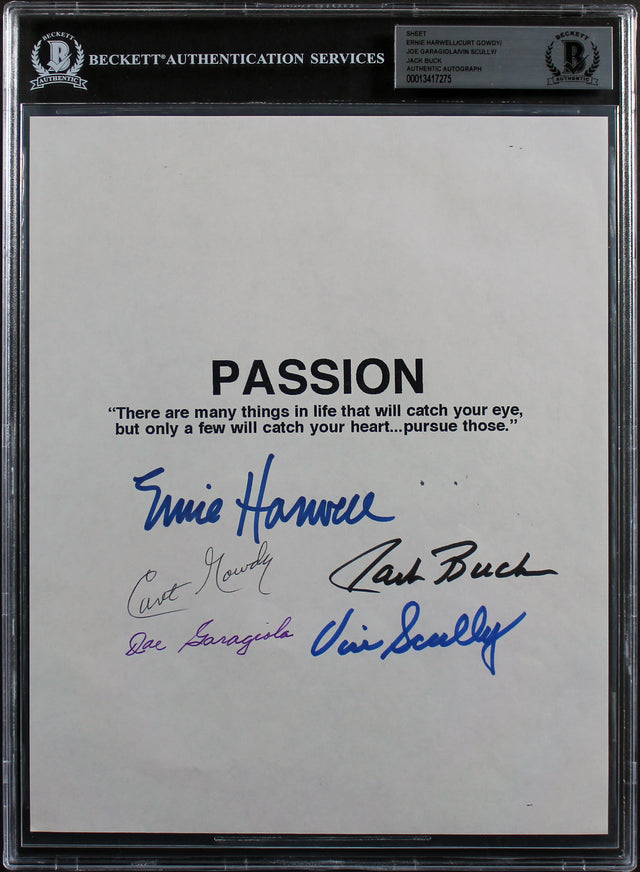 BECKETT
B
AUTHENTIC
BECKETT® AUTHENTICATION SERVICES
SHEET
ERNIE HARWELL/CURT GOWDY/
JOE GARAGIOLA/VIN SCULLY/
JACK BUCK
AUTHENTIC AUTOGRAPH
00013417275
BECKETT
B
AUTHENTIC
PASSION
“There are many things in life that will catch your eye,
but only a few will catch your heart...pursue those.”
Ernie Harwell
Curt Gowdy
Jack Buck
Joe Garagiola
Vin Scully